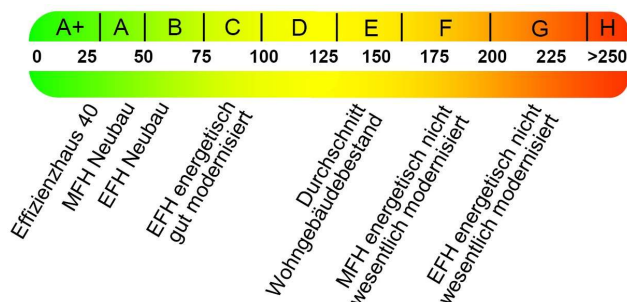 A+ A B C D E F G H
0 25 50 75 100 125 150 175 200 225 >250
Effizienzhaus 40
MFH Neubau
EFH Neubau
EFH energetisch
gut modernisiert
Durchschnitt
Wohngebäudebestand
MFH energetisch nicht
wesentlich modernisiert
EFH energetisch nicht
wesentlich modernisiert